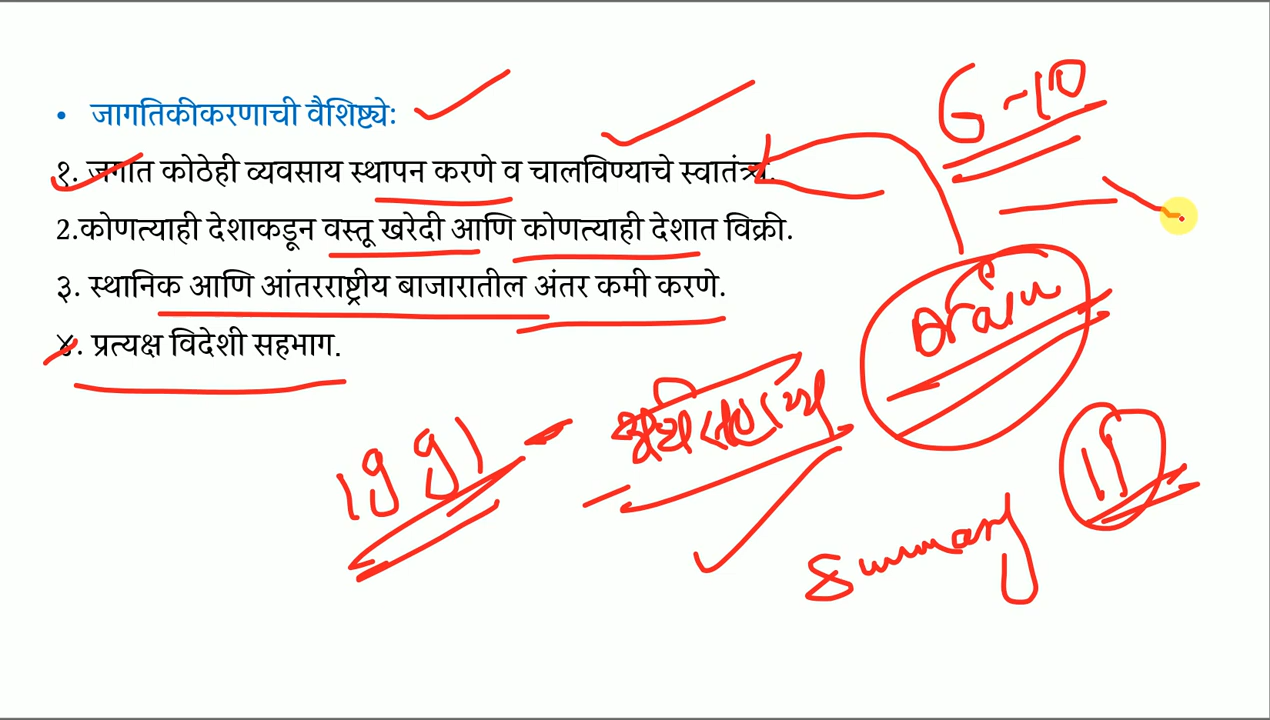 • जागतिकीकरणाची वैशिष्ट्ये:
१. जगात कोठेही व्यवसाय स्थापन करणे व चालविण्याचे स्वातंत्र्य.
2.कोणत्याही देशाकडून वस्तू खरेदी आणि कोणत्याही देशात विक्री.
३. स्थानिक आणि आंतरराष्ट्रीय बाजारातील अंतर कमी करणे.
४. प्रत्यक्ष विदेशी सहभाग.
G-10
Drain
1991 -
Summary